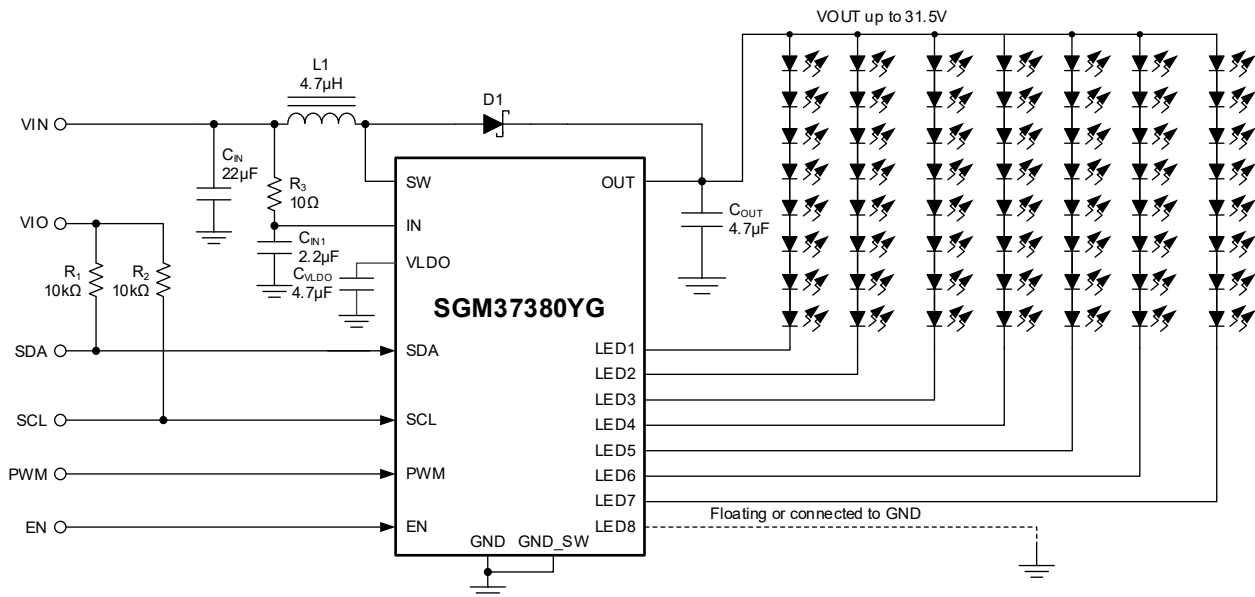 VOUT up to 31.5V
L1
4.7μH
D1
VIN
CIN
22μF
R3
10Ω
SW
OUT
COUT
4.7μF
VIO
IN
CIN1
2.2μF
VLDO
CVLDO
4.7μF
R1
10kΩ
R2
10kΩ
SGM37380YG
SDA
SDA
LED1
LED2
LED3
SCL
SCL
LED4
LED5
PWM
PWM
LED6
LED7
Floating or connected to GND
EN
EN
LED8
GND
GND_SW